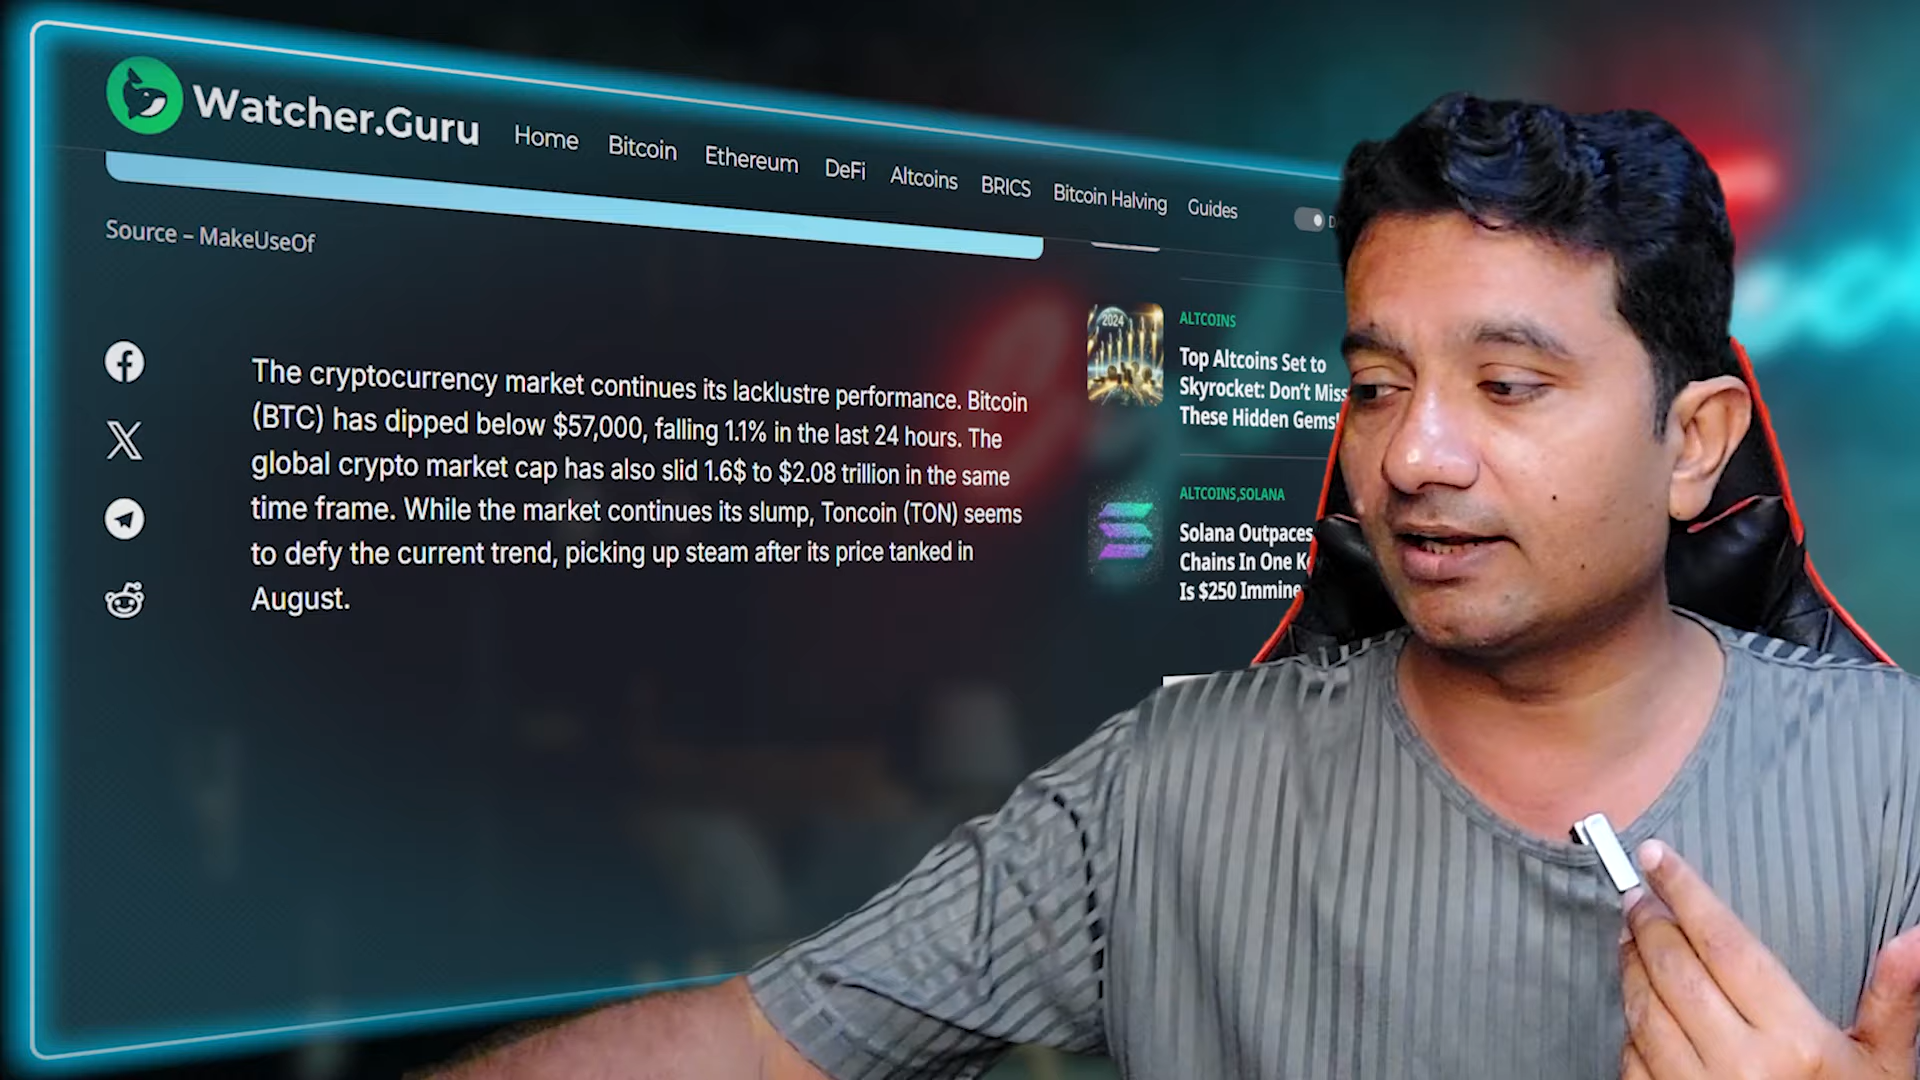 Watcher.Guru
Home Bitcoin Ethereum DeFi Altcoins BRICS Bitcoin Halving Guides
Source – MakeUseOf
The cryptocurrency market continues its lacklustre performance. Bitcoin
(BTC) has dipped below $57,000, falling 1.1% in the last 24 hours. The
global crypto market cap has also slid 1.6$ to $2.08 trillion in the same
time frame. While the market continues its slump, Toncoin (TON) seems
to defy the current trend, picking up steam after its price tanked in
August.
2024
ALTCOINS
Top Altcoins Set to
Skyrocket: Don't Miss
These Hidden Gems!
ALTCOINS,SOLANA
Solana Outpaces
Chains In One
Is $250